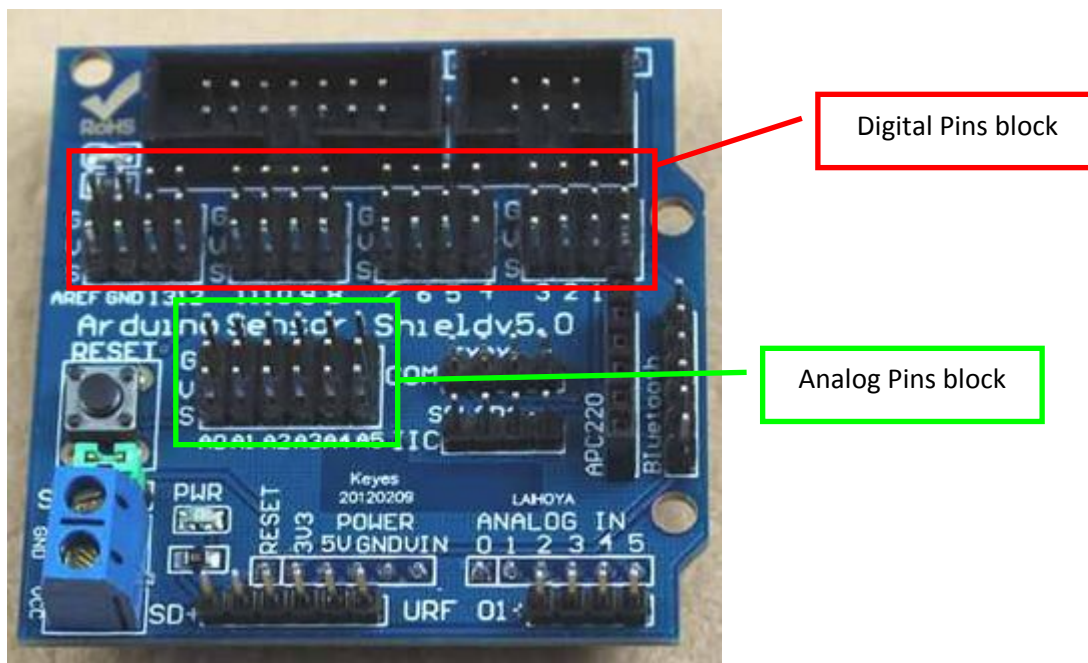 RoHS
Digital Pins block
G G G G
V V V V
S S S S
AREF GND 13 12 11 10 9 8 7 6 5 4 3 2 1
Arduino Sensor Shieldv5.0
RESET
G
V
S
COM
Analog Pins block
A0 A1 A2 A3 A4 A5 IIC
APC220
Bluetooth
Keyes
20120209
LAIHOYA
PWR
GND
VCC
RESET
3V3
POWER
5V GND VIN
ANALOG IN
0 1 2 3 4 5
SD+
URF 01+